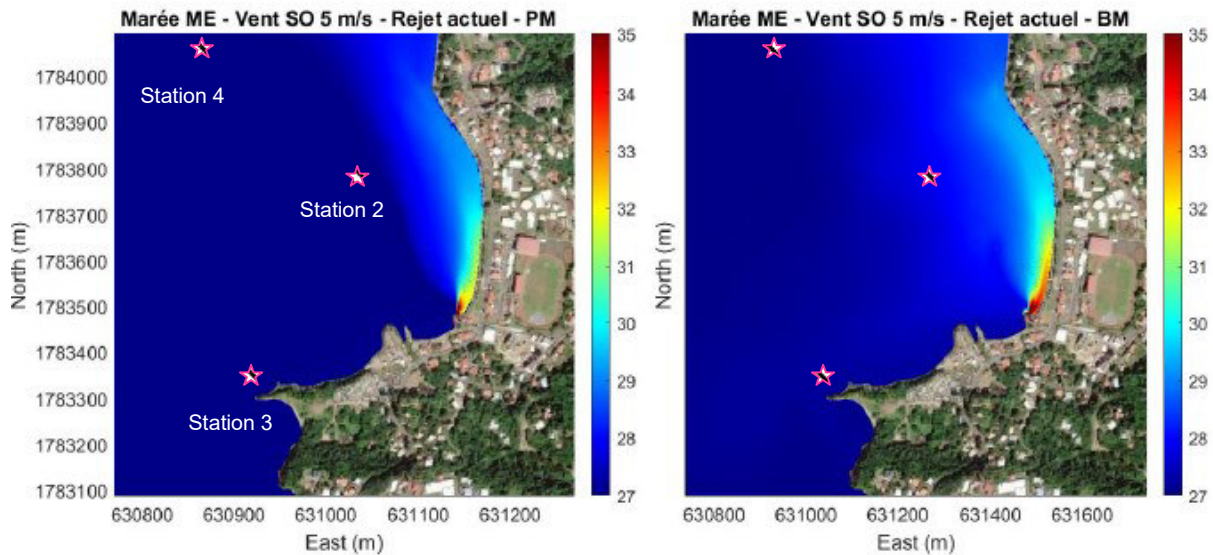 Marée ME - Vent SO 5 m/s - Rejet actuel - PM
Station 4
Station 2
Station 3
North (m)
1784000
1783900
1783800
1783700
1783600
1783500
1783400
1783300
1783200
1783100
630800 630900 631000 631100 631200
East (m)
35
34
33
32
31
30
29
28
27
Marée ME - Vent SO 5 m/s - Rejet actuel - BM
North (m)
630800 631000 631200 631400 631600
East (m)
35
34
33
32
31
30
29
28
27